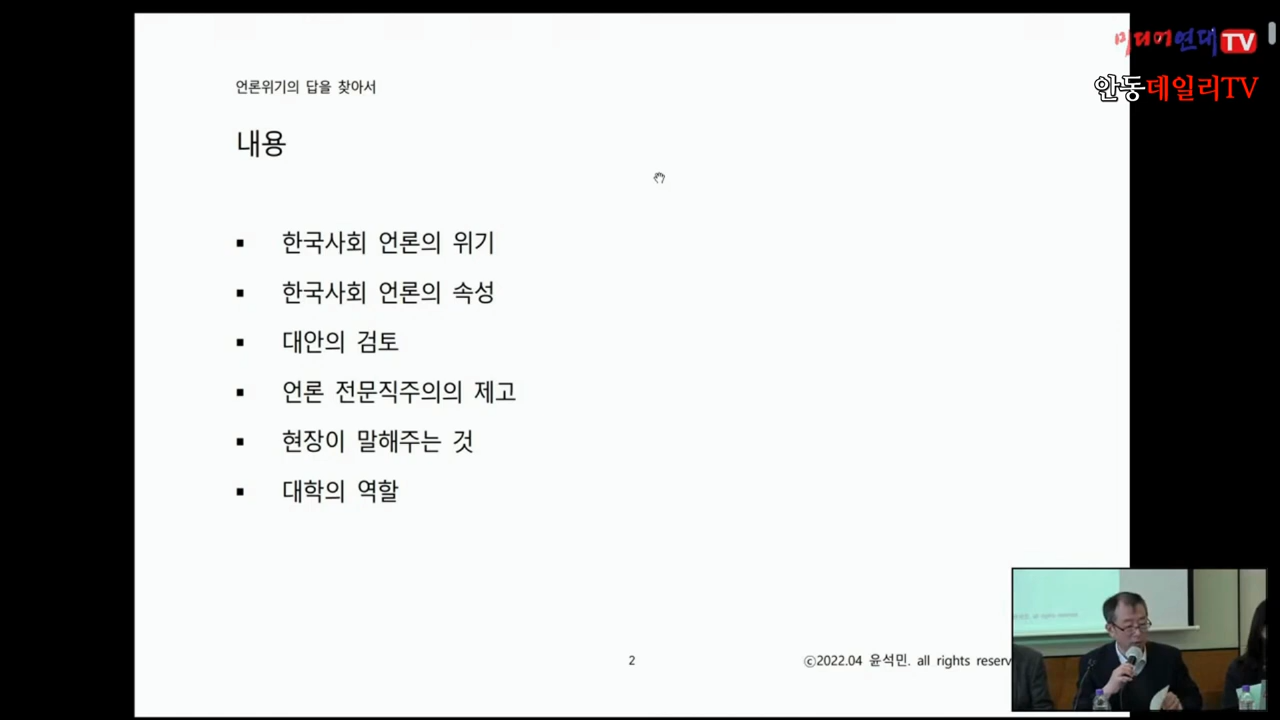 미디어연대TV
안동데일리TV
언론위기의 답을 찾아서
내용
▪ 한국사회 언론의 위기
▪ 한국사회 언론의 속성
▪ 대안의 검토
▪ 언론 전문직주의의 제고
▪ 현장이 말해주는 것
▪ 대학의 역할
2
ⓒ2022.04 윤석민. all rights reserv